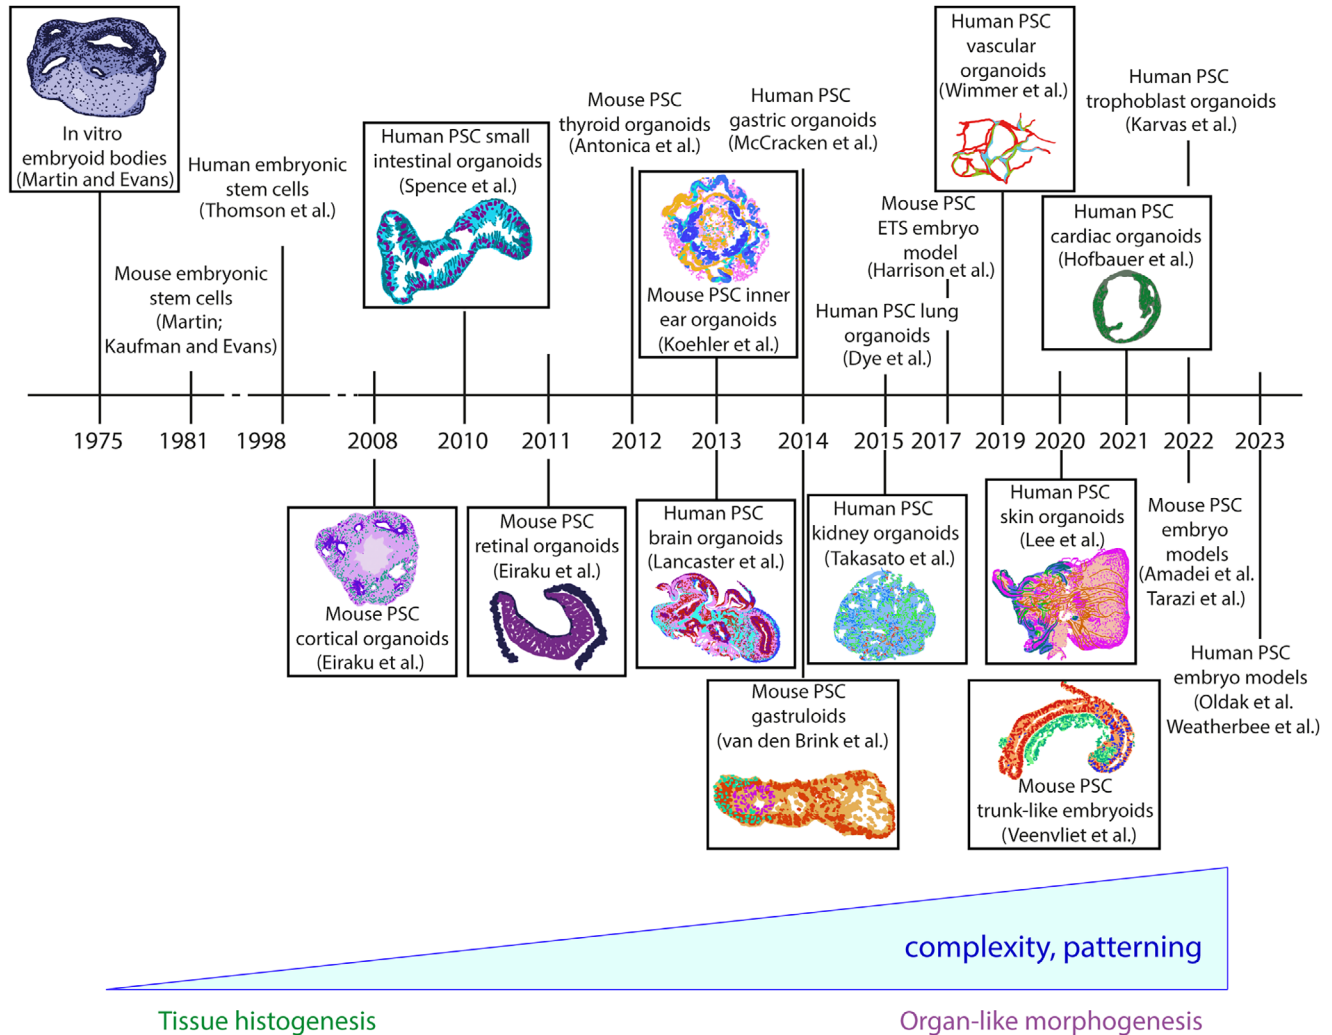 In vitro
embryoid bodies
(Martin and Evans)
Mouse embryonic
stem cells
(Martin;
Kaufman and Evans)
Human embryonic
stem cells
(Thomson et al.)
Human PSC small
intestinal organoids
(Spence et al.)
Mouse PSC
thyroid organoids
(Antonica et al.)
Mouse PSC inner
ear organoids
(Koehler et al.)
Human PSC
gastric organoids
(McCracken et al.)
Human PSC lung
organoids
(Dye et al.)
Mouse PSC
ETS embryo
model
(Harrison et al.)
Human PSC
vascular
organoids
(Wimmer et al.)
Human PSC
cardiac organoids
(Hofbauer et al.)
Human PSC
trophoblast organoids
(Karvas et al.)
1975
1981
1998
2008
2010
2011
2012
2013
2014
2015
2017
2019
2020
2021
2022
2023
Mouse PSC
cortical organoids
(Eiraku et al.)
Mouse PSC
retinal organoids
(Eiraku et al.)
Human PSC
brain organoids
(Lancaster et al.)
Mouse PSC
gastruloids
(van den Brink et al.)
Human PSC
kidney organoids
(Takasato et al.)
Human PSC
skin organoids
(Lee et al.)
Mouse PSC
trunk-like embryoids
(Veenvliet et al.)
Mouse PSC
embryo
models
(Amadei et al.
Tarazi et al.)
Human PSC
embryo models
(Oldak et al.
Weatherbee et al.)
complexity, patterning
Tissue histogenesis
Organ-like morphogenesis